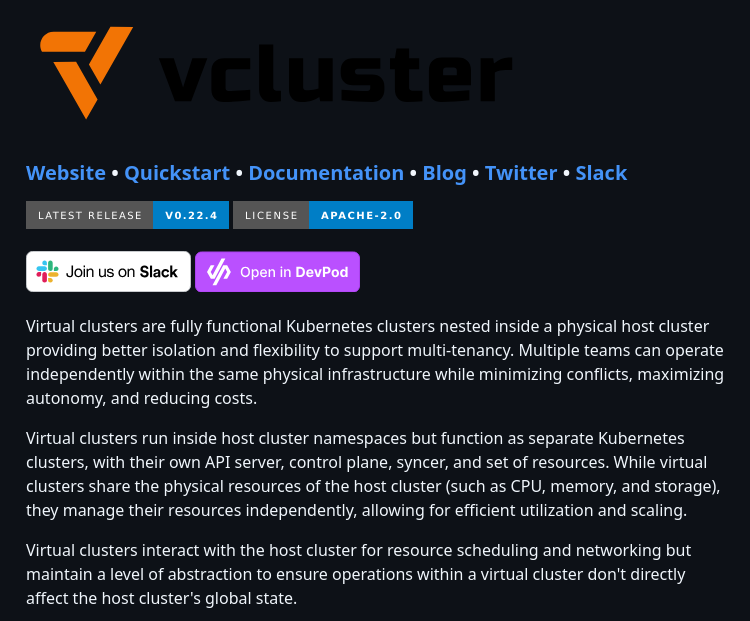 vcluster
Website • Quickstart • Documentation • Blog • Twitter • Slack
LATEST RELEASE V0.22.4 LICENSE APACHE-2.0
Join us on Slack Open in DevPod
Virtual clusters are fully functional Kubernetes clusters nested inside a physical host cluster
providing better isolation and flexibility to support multi-tenancy. Multiple teams can operate
independently within the same physical infrastructure while minimizing conflicts, maximizing
autonomy, and reducing costs.
Virtual clusters run inside host cluster namespaces but function as separate Kubernetes
clusters, with their own API server, control plane, syncer, and set of resources. While virtual
clusters share the physical resources of the host cluster (such as CPU, memory, and storage),
they manage their resources independently, allowing for efficient utilization and scaling.
Virtual clusters interact with the host cluster for resource scheduling and networking but
maintain a level of abstraction to ensure operations within a virtual cluster don't directly
affect the host cluster's global state.